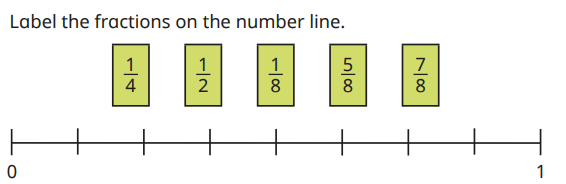 Label the fractions on the number line.
1/4 1/2 1/8 5/8 7/8
0 1